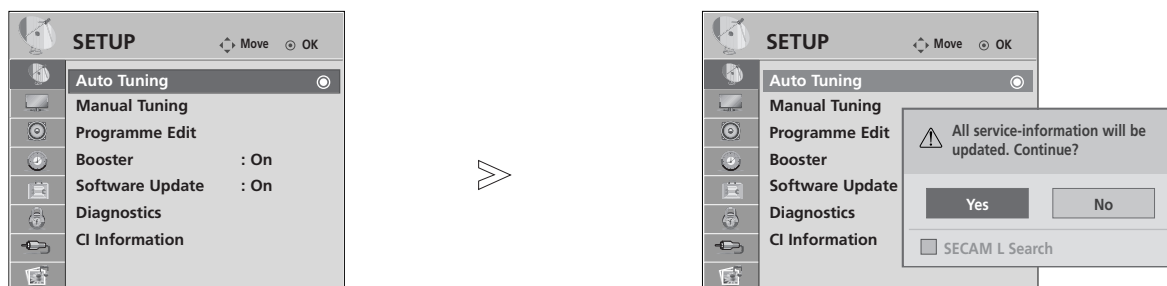 SETUP
Move OK
Auto Tuning
Manual Tuning
Programme Edit
Booster : On
Software Update : On
Diagnostics
CI Information
SETUP
Move OK
Auto Tuning
Manual Tuning
Programme Edit
Booster
Software Update
Diagnostics
CI Information
All service-information will be
updated. Continue?
Yes No
SECAM L Search